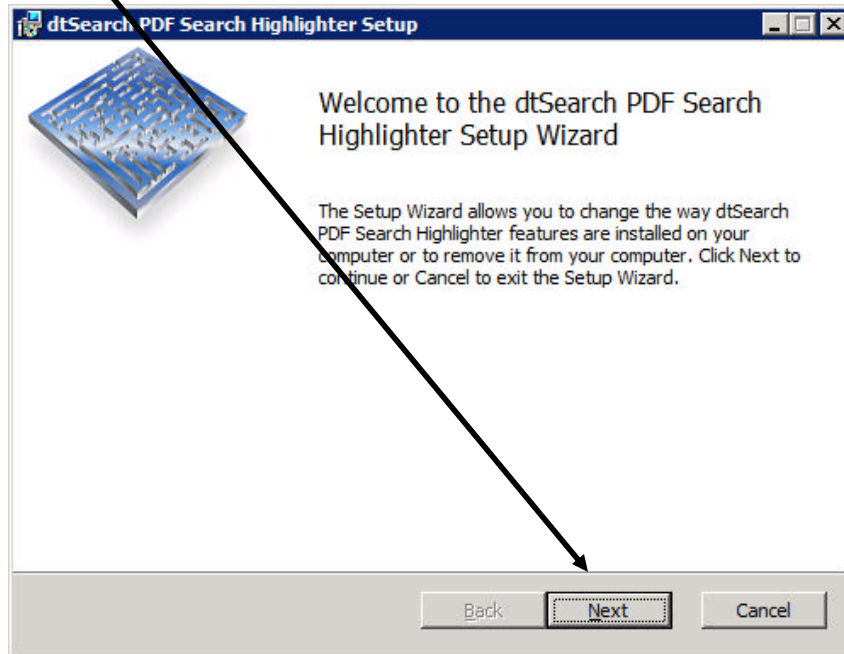 dtSearch PDF Search Highlighter Setup
Welcome to the dtSearch PDF Search
Highlighter Setup Wizard
The Setup Wizard allows you to change the way dtSearch
PDF Search Highlighter features are installed on your
computer or to remove it from your computer. Click Next to
continue or Cancel to exit the Setup Wizard.
Back Next Cancel